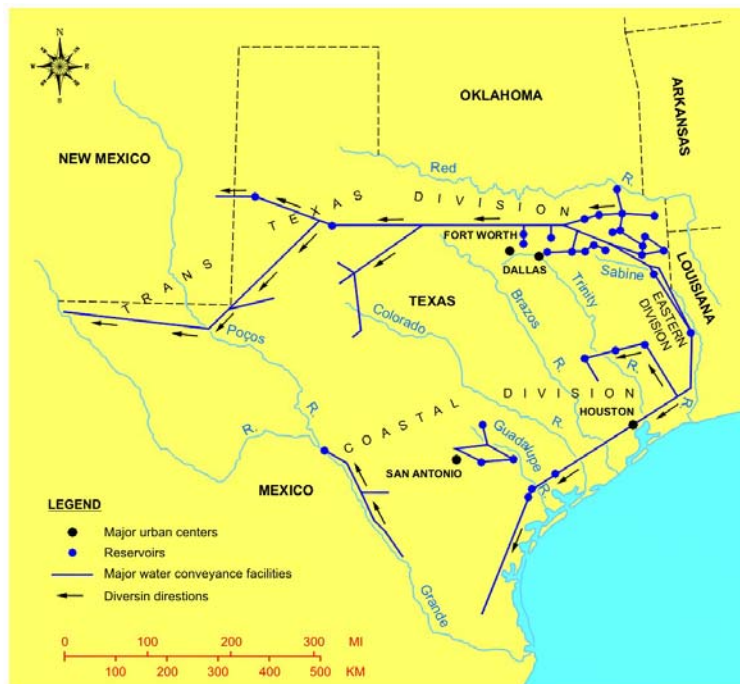 N
W
E
S
OKLAHOMA
ARKANSAS
NEW MEXICO
Red
R.
TRANS TEXAS DIVISION
FORT WORTH
DALLAS
Sabine
LOUISIANA
EASTERN
DIVISION
R.
TEXAS
Trinity
R.
Brazos
R.
Colorado
R.
Poços
R.
COASTAL DIVISION
HOUSTON
Guadalupe
R.
SAN ANTONIO
R.
MEXICO
Grande
LEGEND
Major urban centers
Reservoirs
Major water conveyance facilities
Diversin directions
0 100 200 300 MI
100 200 300 400 500 KM